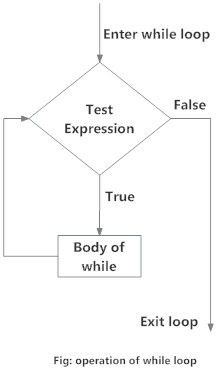 Enter while loop
Test
Expression
False
True
Body of
while
Exit loop
Fig: operation of while loop